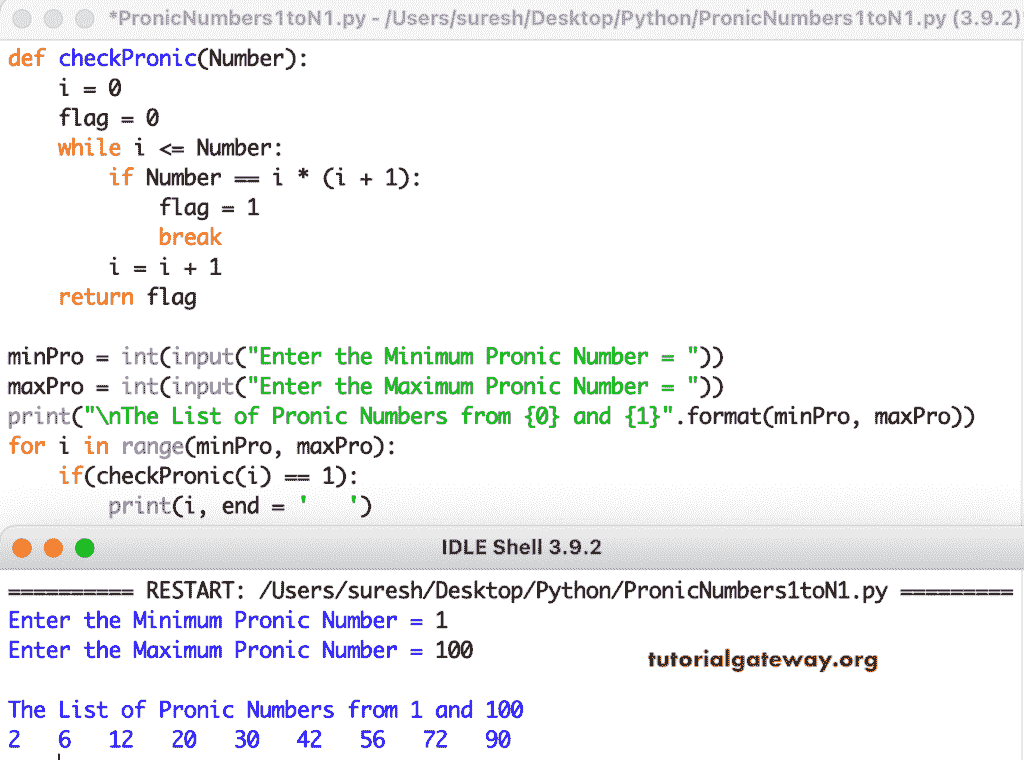 *PronicNumbers1toN1.py - /Users/suresh/Desktop/Python/PronicNumbers1toN1.py (3.9.2)
def checkPronic(Number):
    i = 0
    flag = 0
    while i <= Number:
        if Number == i * (i + 1):
            flag = 1
            break
        i = i + 1
    return flag

minPro = int(input("Enter the Minimum Pronic Number = "))
maxPro = int(input("Enter the Maximum Pronic Number = "))
print("\nThe List of Pronic Numbers from {0} and {1}".format(minPro, maxPro))
for i in range(minPro, maxPro):
    if(checkPronic(i) == 1):
        print(i, end = '   ')
IDLE Shell 3.9.2
========== RESTART: /Users/suresh/Desktop/Python/PronicNumbers1toN1.py =========
Enter the Minimum Pronic Number = 1
Enter the Maximum Pronic Number = 100
tutorialgateway.org

The List of Pronic Numbers from 1 and 100
2   6   12   20   30   42   56   72   90